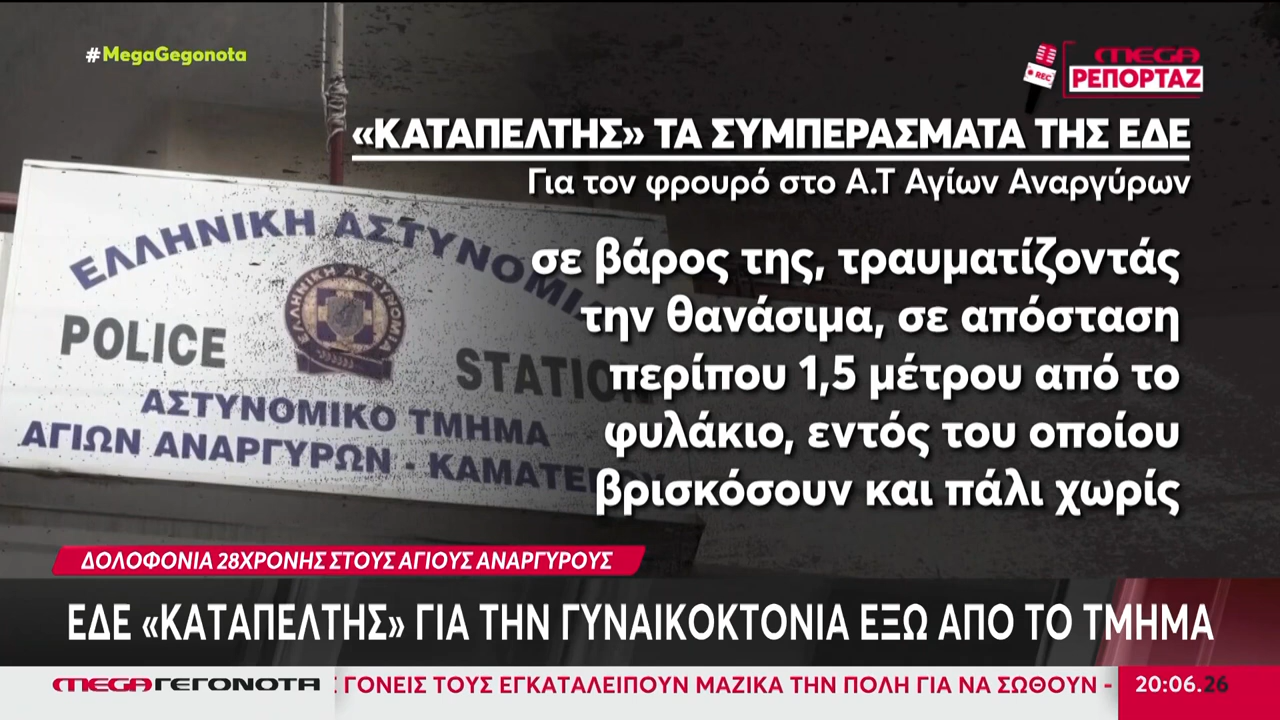 #MegaGegonota
MEGA
REC
ΡΕΠΟΡΤΑΖ
«ΚΑΤΑΠΕΛΤΗΣ» ΤΑ ΣΥΜΠΕΡΑΣΜΑΤΑ ΤΗΣ ΕΔΕ
Για τον φρουρό στο Α.Τ Αγίων Αναργύρων
σε βάρος της, τραυματίζοντάς
την θανάσιμα, σε απόσταση
περίπου 1,5 μέτρου από το
φυλάκιο, εντός του οποίου
βρισκόσουν και πάλι χωρίς
ΕΛΛΗΝΙΚΗ ΑΣΤΥΝΟΜΙΑ
ΕΛΛΗΝΙΚΗ ΑΣΤΥΝΟΜΙΑ
POLICE STATION
ΑΣΤΥΝΟΜΙΚΟ ΤΜΗΜΑ
ΑΓΙΩΝ ΑΝΑΡΓΥΡΩΝ - ΚΑΜΑΤΕΡΟΥ
ΔΟΛΟΦΟΝΙΑ 28ΧΡΟΝΗΣ ΣΤΟΥΣ ΑΓΙΟΥΣ ΑΝΑΡΓΥΡΟΥΣ
ΕΔΕ «ΚΑΤΑΠΕΛΤΗΣ» ΓΙΑ ΤΗΝ ΓΥΝΑΙΚΟΚΤΟΝΙΑ ΕΞΩ ΑΠΟ ΤΟ ΤΜΗΜΑ
MEGA ΓΕΓΟΝΟΤΑ
ΓΟΝΕΙΣ ΤΟΥΣ ΕΓΚΑΤΑΛΕΙΠΟΥΝ ΜΑΖΙΚΑ ΤΗΝ ΠΟΛΗ ΓΙΑ ΝΑ ΣΩΘΟΥΝ -
20:06.26